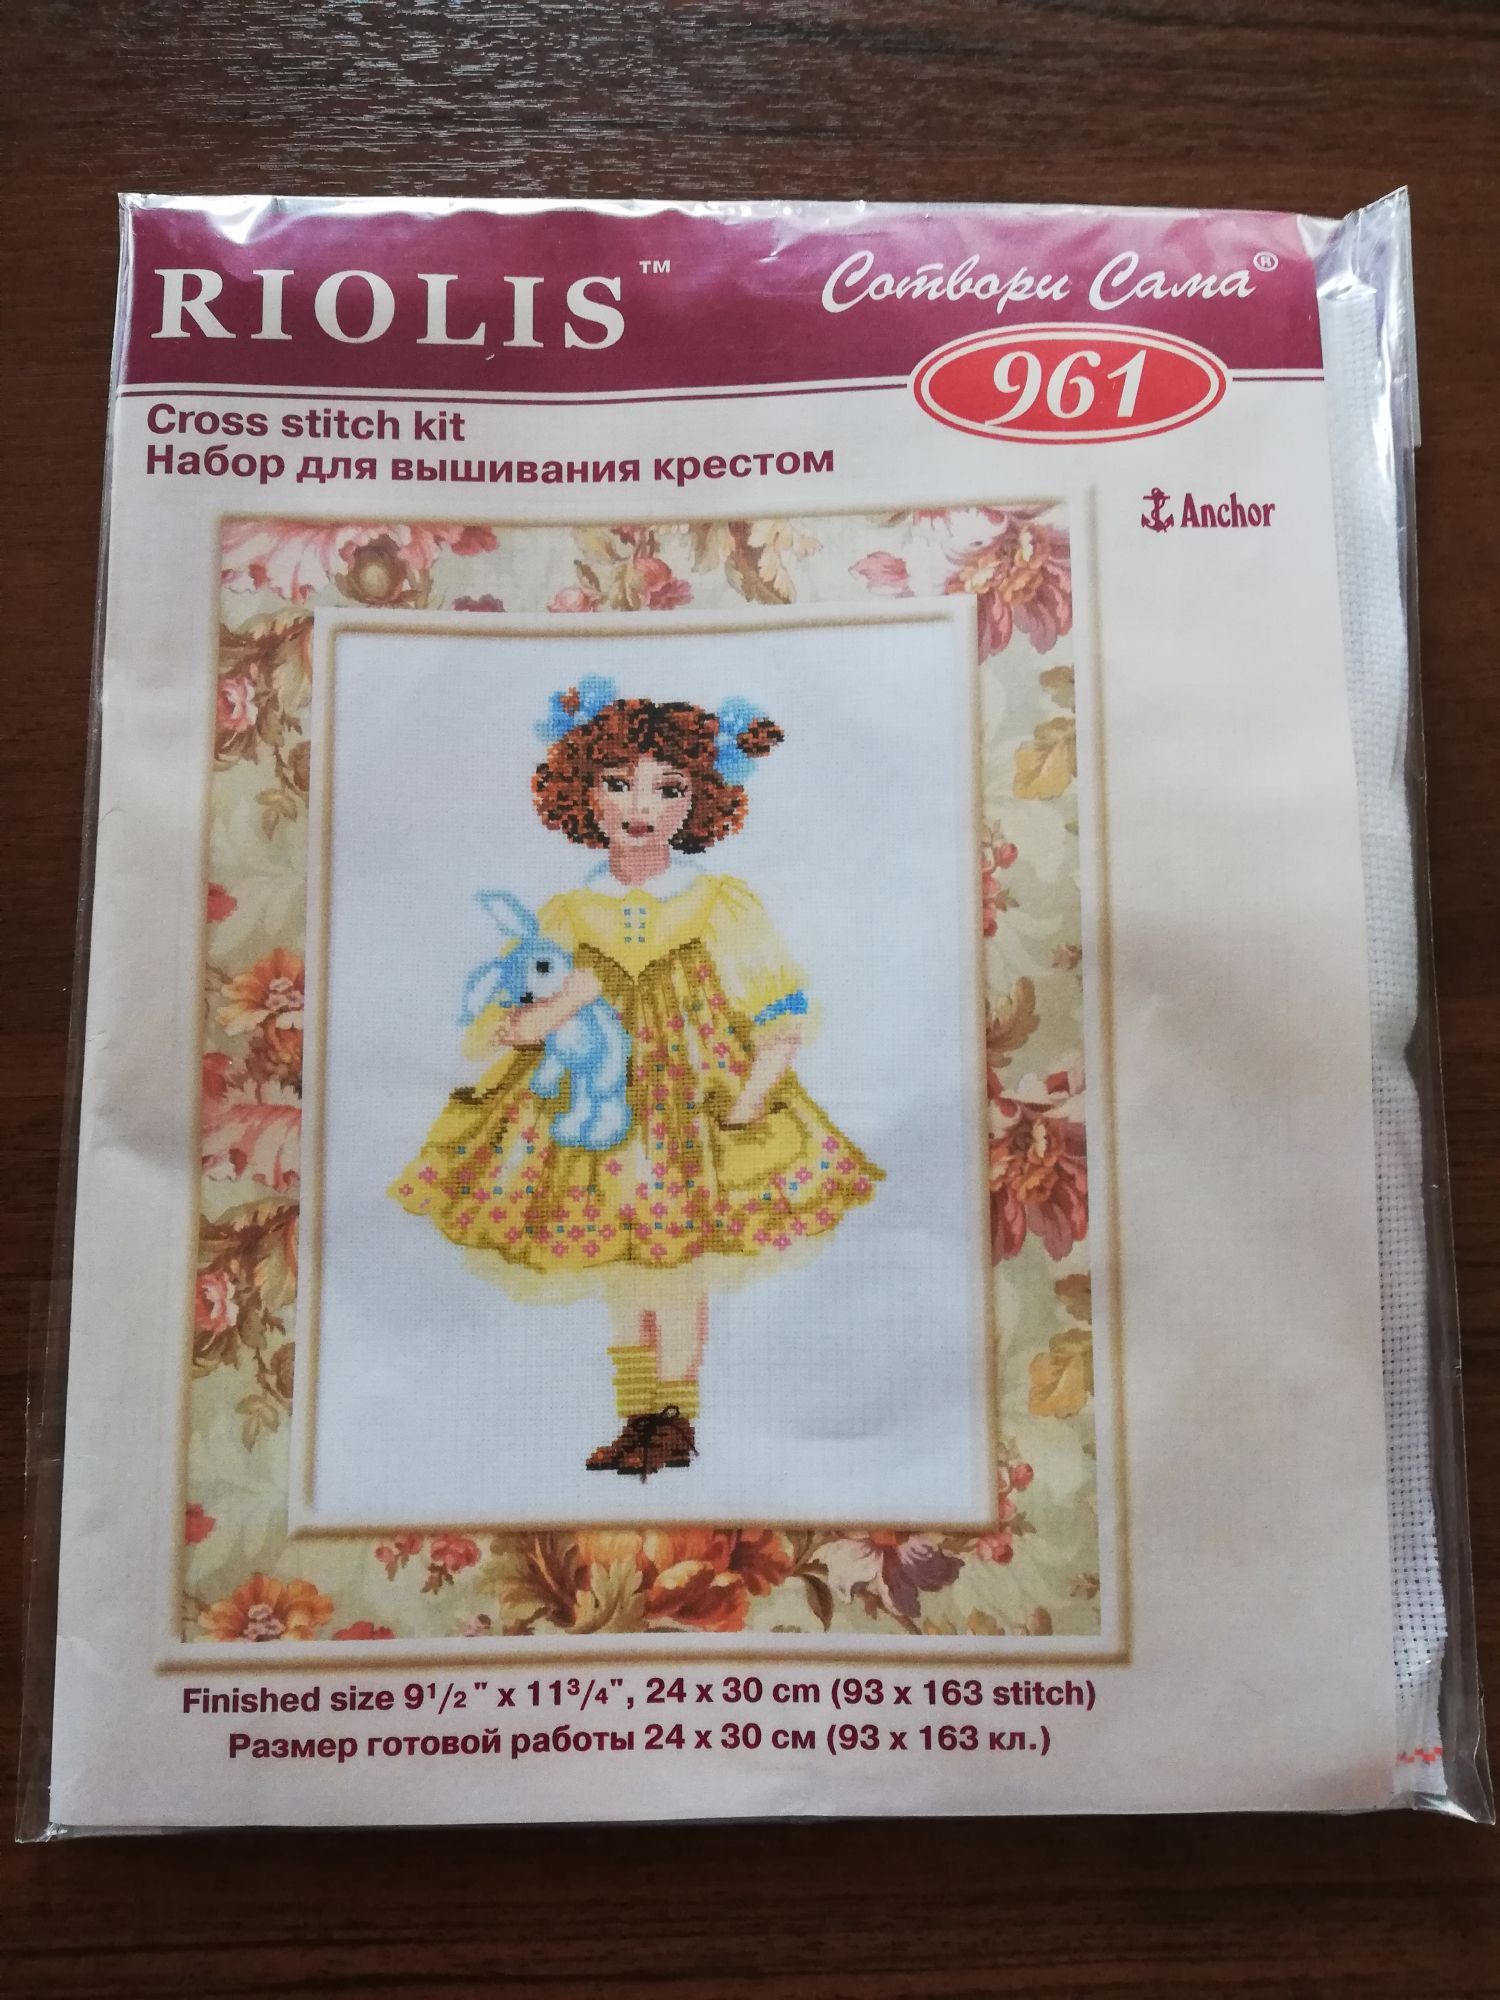 RIOLIS™
Сотвори Сама®
961
Cross stitch kit
Набор для вышивания крестом
Anchor
Finished size 9 1/2 " x 11 3/4", 24 x 30 cm (93 x 163 stitch)
Размер готовой работы 24 x 30 см (93 x 163 кл.)